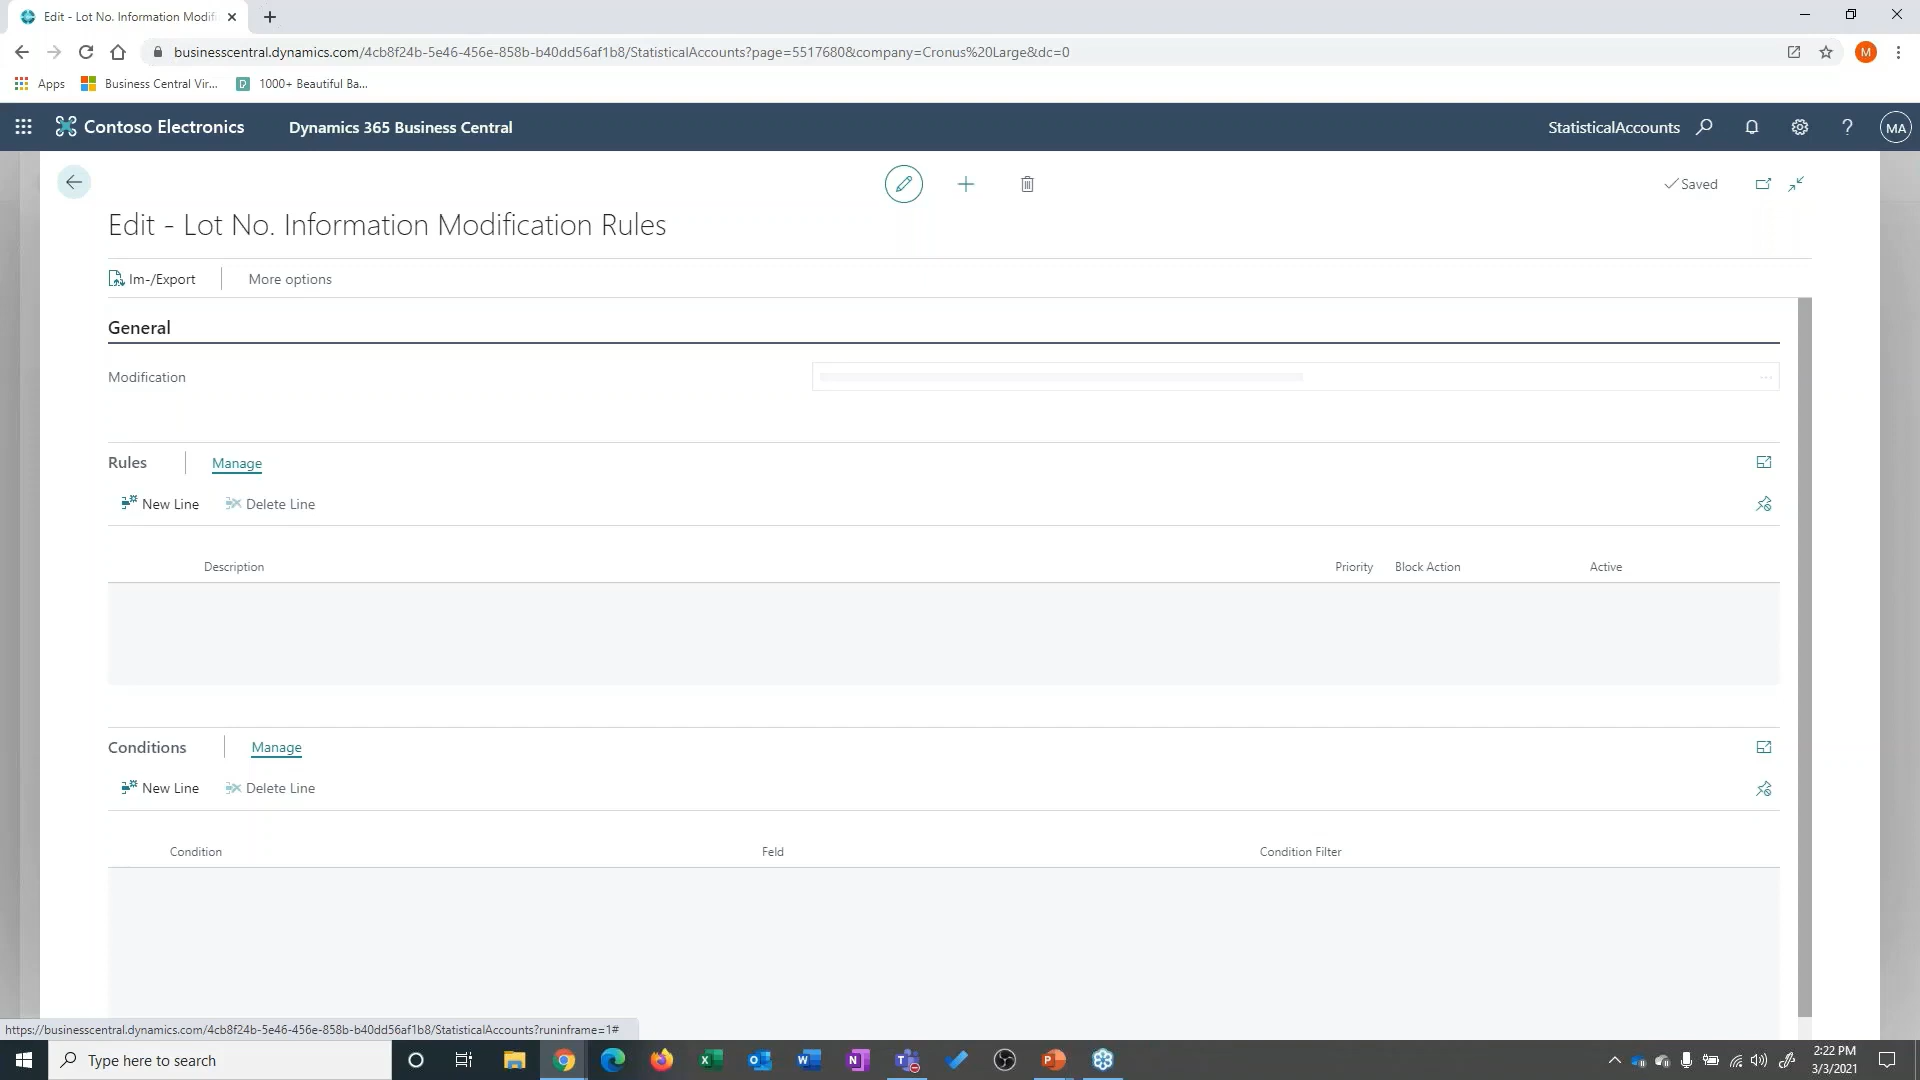 Edit - Lot No. Information Modifi
businesscentral.dynamics.com/4cb8f24b-5e46-456e-858b-b40dd56af1b8/StatisticalAccounts?page=5517680&company=Cronus%20Large&dc=0
M
Apps
Business Central Vir...
1000+ Beautiful Ba...
Contoso Electronics
Dynamics 365 Business Central
StatisticalAccounts
MA
Saved
Edit - Lot No. Information Modification Rules
Im-/Export
More options
General
Modification
Rules
Manage
New Line
Delete Line
Description
Priority
Block Action
Active
Conditions
Manage
New Line
Delete Line
Condition
Feld
Condition Filter
https://businesscentral.dynamics.com/4cb8f24b-5e46-456e-858b-b40dd56af1b8/StatisticalAccounts?runinframe=1#
Type here to search
2:22 PM
3/3/2021